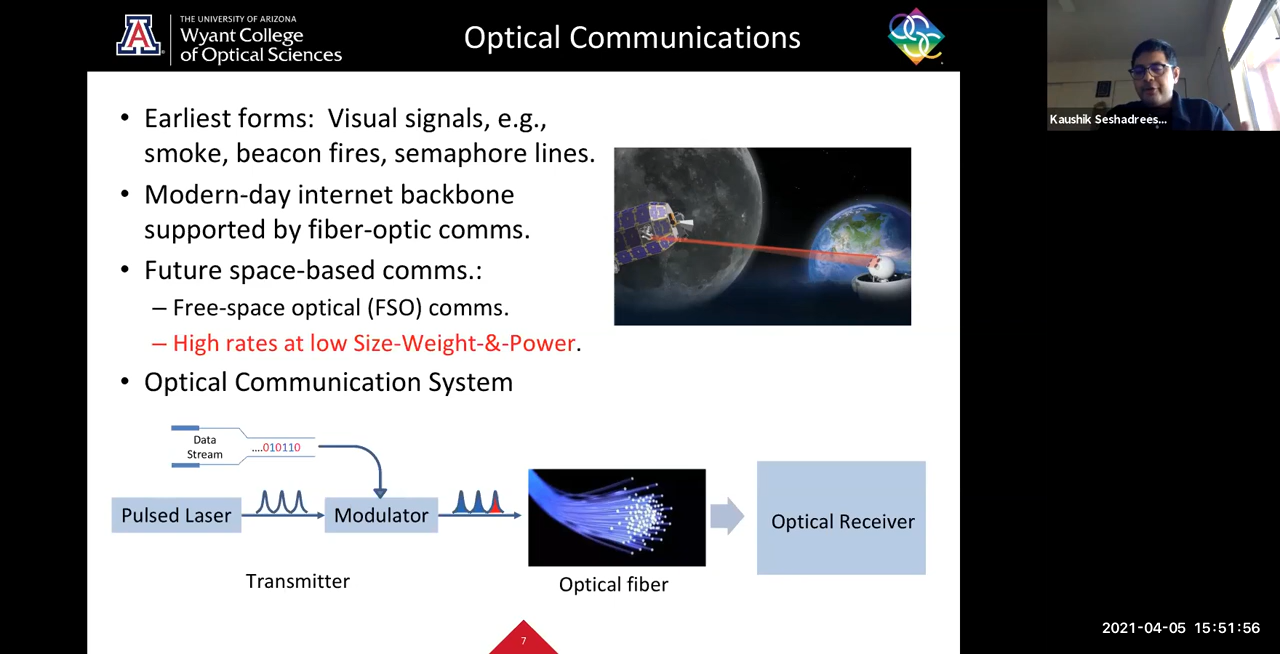 THE UNIVERSITY OF ARIZONA
Wyant College
of Optical Sciences
Optical Communications
Kaushik Seshadrees...
• Earliest forms: Visual signals, e.g.,
smoke, beacon fires, semaphore lines.
• Modern-day internet backbone
supported by fiber-optic comms.
• Future space-based comms.:
– Free-space optical (FSO) comms.
– High rates at low Size-Weight-&-Power.
• Optical Communication System
Data
Stream
....010110
Pulsed Laser
Modulator
Optical Receiver
Transmitter
Optical fiber
7
2021-04-05 15:51:56